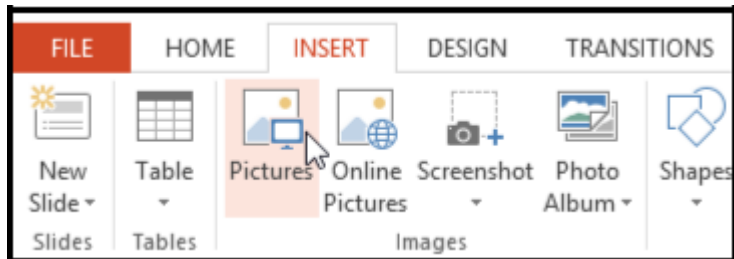 FILE HOME INSERT DESIGN TRANSITIONS
New Slide Table Pictures Online Pictures Screenshot Photo Album Shapes
Slides Tables Images